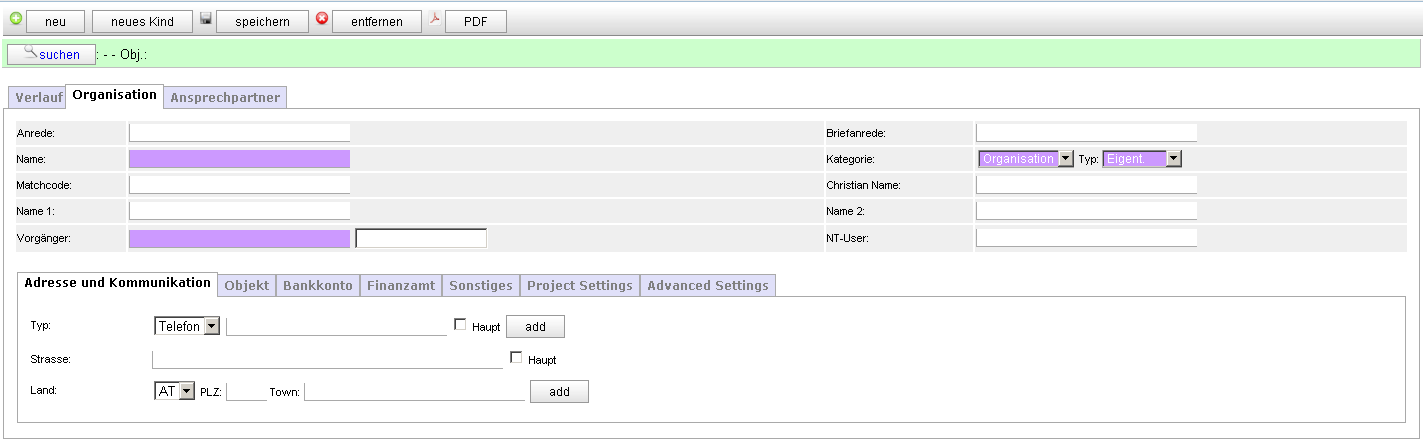 neu neues Kind speichern entfernen PDF
suchen : - - Obj.:
Verlauf Organisation Ansprechpartner
Anrede: Briefanrede:
Name: Kategorie: Organisation Typ: Eigent.
Matchcode: Christian Name:
Name 1: Name 2:
Vorgänger: NT-User:
Adresse und Kommunikation Objekt Bankkonto Finanzamt Sonstiges Project Settings Advanced Settings
Typ: Telefon Haupt add
Strasse: Haupt
Land: AT PLZ: Town: add